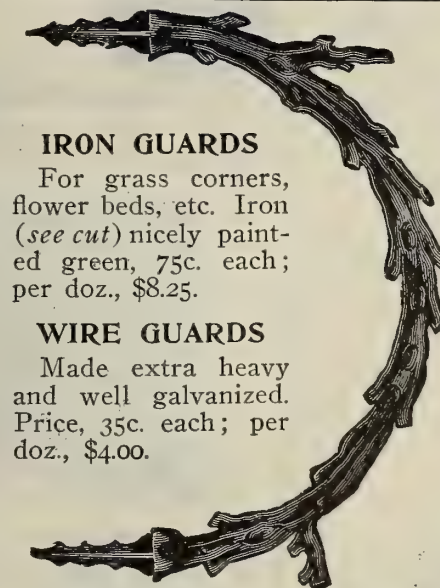 IRON GUARDS
For grass corners,
flower beds, etc. Iron
(see cut) nicely paint-
ed green, 75c. each;
per doz., $8.25.
WIRE GUARDS
Made extra heavy
and well galvanized.
Price, 35c. each; per
doz., $4.00.